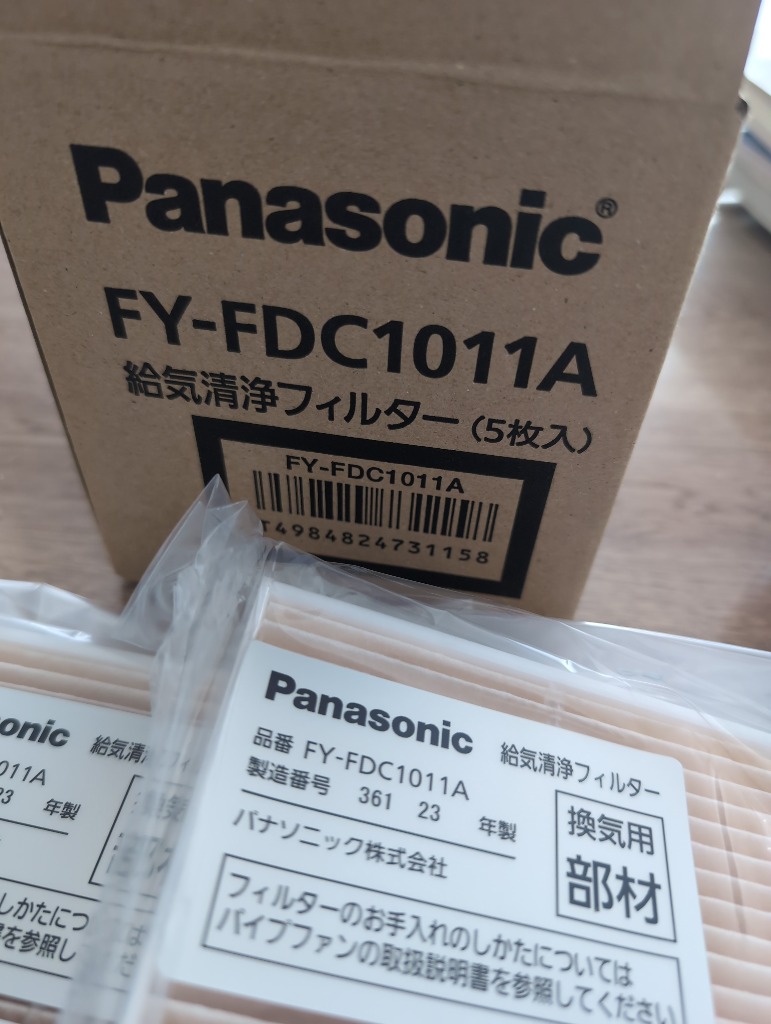 Panasonic®
FY-FDC1011A
給気清浄フィルター(5枚入)
FY-FDC1011A
T4984824731158
Panasonic 給気清浄フィルター
品番 FY-FDC1011A
製造番号 361 23 年製
パナソニック株式会社
換気用
部材
フィルターのお手入れのしかたについては
パイプファンの取扱説明書を参照してください
onic 給気清
011A
23 年製
しかたにつ
を参照し